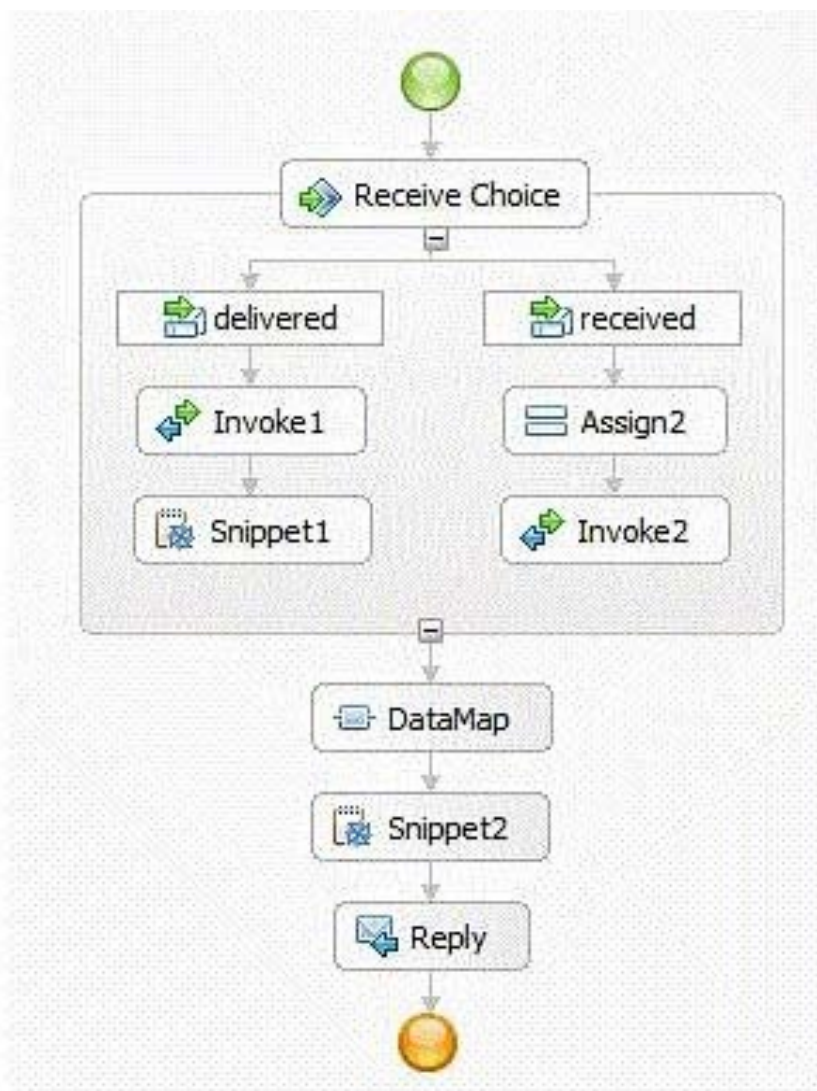 Receive Choice
delivered
received
Invoke1
Assign2
Snippet1
Invoke2
DataMap
Snippet2
Reply